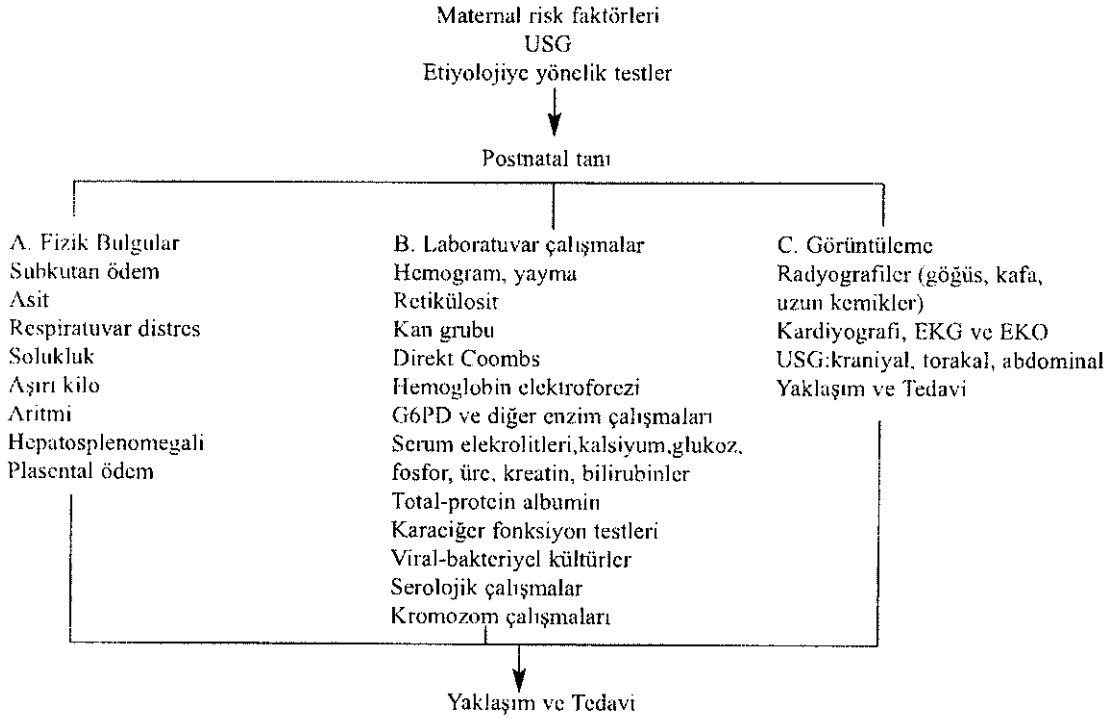 Maternal risk faktörleri
USG
Etiyolojiye yönelik testler
Postnatal tanı
A. Fizik Bulgular
Subkutan ödem
Asit
Respiratuvar distres
Solukluk
Aşırı kilo
Aritmi
Hepatosplenomegali
Plasental ödem
B. Laboratuvar çalışmalar
Hemogram, yayma
Retikülosit
Kan grubu
Direkt Coombs
Hemoglobin elektroforezi
G6PD ve diğer enzim çalışmaları
Serum elekrolitleri,kalsiyum,glukoz,
fosfor, üre, kreatin, bilirubinler
Total-protein albumin
Karaciğer fonksiyon testleri
Viral-bakteriyel kültürler
Serolojik çalışmalar
Kromozom çalışmaları
C. Görüntüleme
Radyografiler (göğüs, kafa,
uzun kemikler)
Kardiyografi, EKG ve EKO
USG:kraniyal, torakal, abdominal
Yaklaşım ve Tedavi
Yaklaşım ve Tedavi